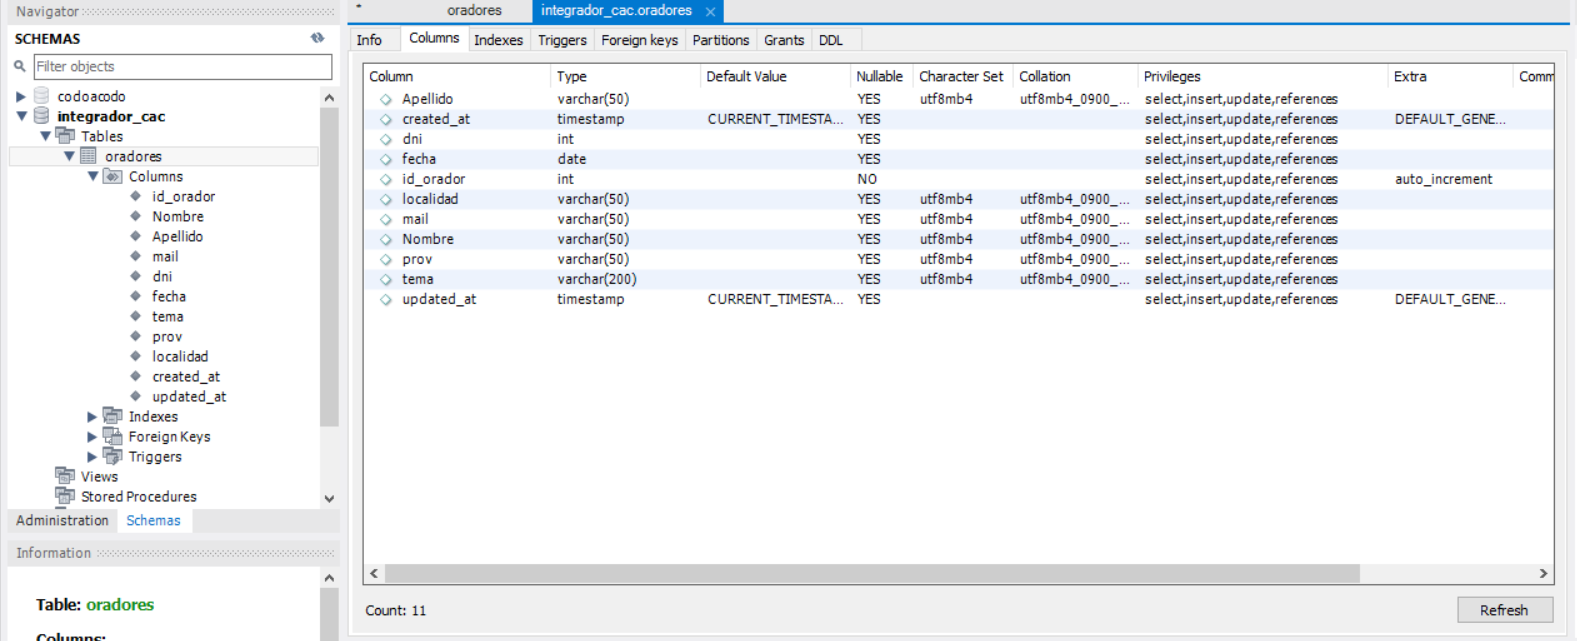 Navigator
SCHEMAS
Filter objects
codoacodo
integrador_cac
Tables
oradores
Columns
id_orador
Nombre
Apellido
mail
dni
fecha
tema
prov
localidad
created_at
updated_at
Indexes
Foreign Keys
Triggers
Views
Stored Procedures
Administration Schemas
Information
Table: oradores
Columns:
* oradores integrador_cac.oradores ×
Info Columns Indexes Triggers Foreign keys Partitions Grants DDL
Column Type Default Value Nullable Character Set Collation Privileges Extra Comm
Apellido varchar(50) YES utf8mb4 utf8mb4_0900_... select,insert,update,references
created_at timestamp CURRENT_TIMESTA... YES select,insert,update,references DEFAULT_GENE...
dni int YES select,insert,update,references
fecha date YES select,insert,update,references
id_orador int NO select,insert,update,references auto_increment
localidad varchar(50) YES utf8mb4 utf8mb4_0900_... select,insert,update,references
mail varchar(50) YES utf8mb4 utf8mb4_0900_... select,insert,update,references
Nombre varchar(50) YES utf8mb4 utf8mb4_0900_... select,insert,update,references
prov varchar(50) YES utf8mb4 utf8mb4_0900_... select,insert,update,references
tema varchar(200) YES utf8mb4 utf8mb4_0900_... select,insert,update,references
updated_at timestamp CURRENT_TIMESTA... YES select,insert,update,references DEFAULT_GENE...
Count: 11
Refresh